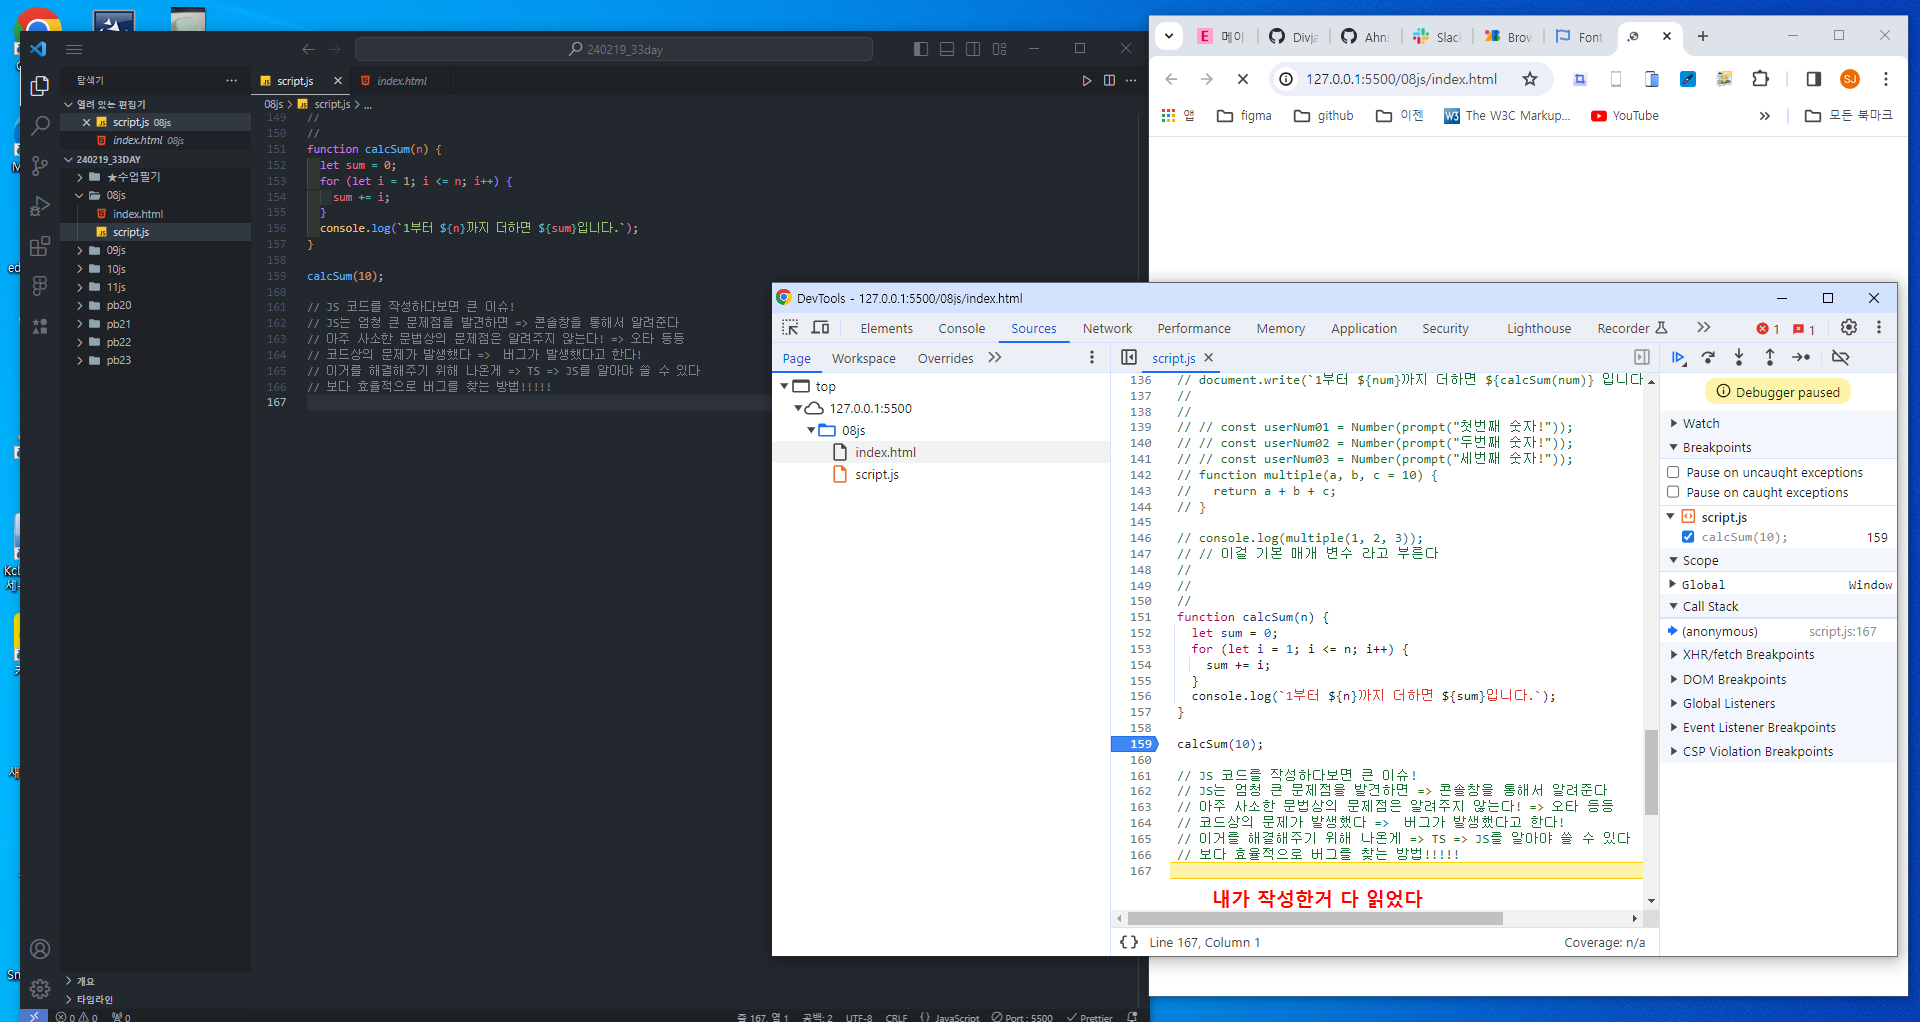 240219_33day
탐색기
열려 있는 편집기
script.js 08js
index.html 08js
240219_33DAY
★수업필기
08js
index.html
script.js
09js
10js
11js
pb20
pb21
pb22
pb23
개요
타임라인
script.js
index.html
08js > script.js > ...
149 //
150 //
151 function calcSum(n) {
152 let sum = 0;
153 for (let i = 1; i <= n; i++) {
154 sum += i;
155 }
156 console.log(`1부터 ${n}까지 더하면 ${sum}입니다.`);
157 }
158
159 calcSum(10);
160
161 // JS 코드를 작성하다보면 큰 이슈!
162 // JS는 엄청 큰 문제점을 발견하면 => 콘솔창을 통해서 알려준다
163 // 아주 사소한 문법상의 문제점은 알려주지 않는다! => 오타 등등
164 // 코드상의 문제가 발생했다 => 버그가 발생했다고 한다!
165 // 이거를 해결해주기 위해 나온게 => TS => JS를 알아야 쓸 수 있다
166 // 보다 효율적으로 버그를 찾는 방법!!!!!
167
0 0 0
줄 167, 열 1 공백: 2 UTF-8 CRLF {} JavaScript Port : 5500 Prettier
E 메이
Divja
Ahn
Slac
Brow
Font
127.0.0.1:5500/08js/index.html
SJ
앱 figma github 이젠 W3 The W3C Markup... YouTube » 모든 북마크
DevTools - 127.0.0.1:5500/08js/index.html
Elements Console Sources Network Performance Memory Application Security Lighthouse Recorder 1 1
Page Workspace Overrides
top
127.0.0.1:5500
08js
index.html
script.js
script.js
136 // document.write(`1부터 ${num}까지 더하면 ${calcSum(num)} 입니다
137 //
138 //
139 // // const userNum01 = Number(prompt("첫번째 숫자!"));
140 // // const userNum02 = Number(prompt("두번째 숫자!"));
141 // // const userNum03 = Number(prompt("세번째 숫자!"));
142 // function multiple(a, b, c = 10) {
143 // return a + b + c;
144 // }
145
146 // console.log(multiple(1, 2, 3));
147 // // 이걸 기본 매개 변수 라고 부른다
148 //
149 //
150 //
151 function calcSum(n) {
152 let sum = 0;
153 for (let i = 1; i <= n; i++) {
154 sum += i;
155 }
156 console.log(`1부터 ${n}까지 더하면 ${sum}입니다.`);
157 }
158
159 calcSum(10);
160
161 // JS 코드를 작성하다보면 큰 이슈!
162 // JS는 엄청 큰 문제점을 발견하면 => 콘솔창을 통해서 알려준다
163 // 아주 사소한 문법상의 문제점은 알려주지 않는다! => 오타 등등
164 // 코드상의 문제가 발생했다 => 버그가 발생했다고 한다!
165 // 이거를 해결해주기 위해 나온게 => TS => JS를 알아야 쓸 수 있다
166 // 보다 효율적으로 버그를 찾는 방법!!!!!
167
내가 작성한거 다 읽었다
{} Line 167, Column 1 Coverage: n/a
Debugger paused
Watch
Breakpoints
Pause on uncaught exceptions
Pause on caught exceptions
script.js
calcSum(10); 159
Scope
Global Window
Call Stack
(anonymous) script.js:167
XHR/fetch Breakpoints
DOM Breakpoints
Global Listeners
Event Listener Breakpoints
CSP Violation Breakpoints